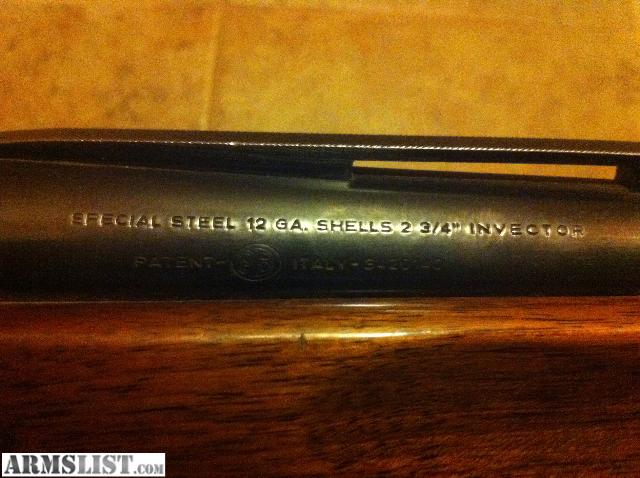 SPECIAL STEEL 12 GA. SHELLS 2 3/4" INVECTOR
PATENT- ITALY-
ARMSLIST.com